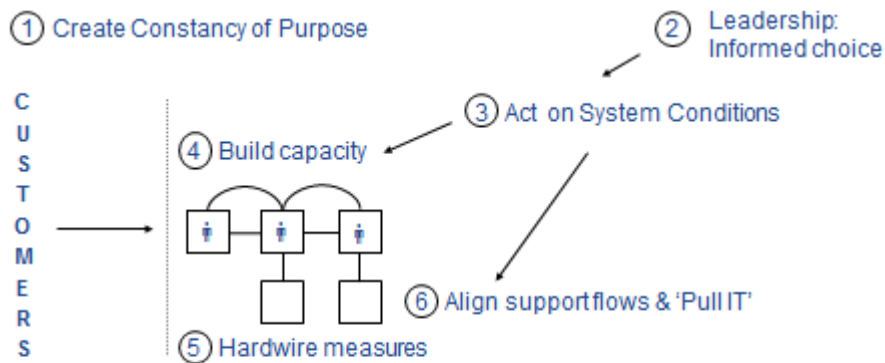 1 Create Constancy of Purpose
2 Leadership:
Informed choice
CUSTOMERS
3 Act on System Conditions
4 Build capacity
6 Align support flows & ‘Pull IT’
5 Hardwire measures